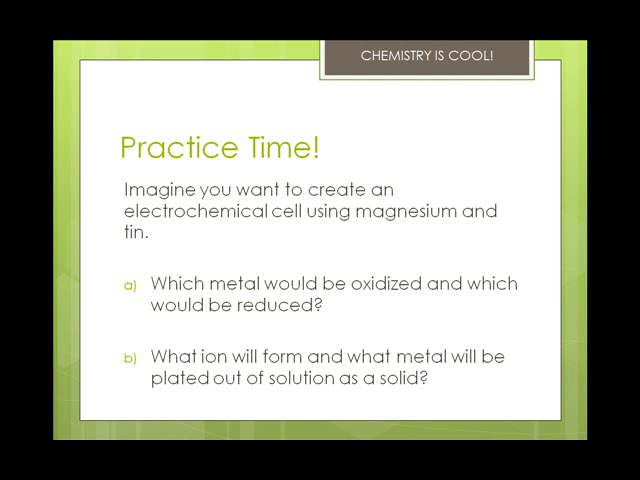 CHEMISTRY IS COOL!
Practice Time!
Imagine you want to create an
electrochemical cell using magnesium and
tin.
a) Which metal would be oxidized and which
would be reduced?
b) What ion will form and what metal will be
plated out of solution as a solid?